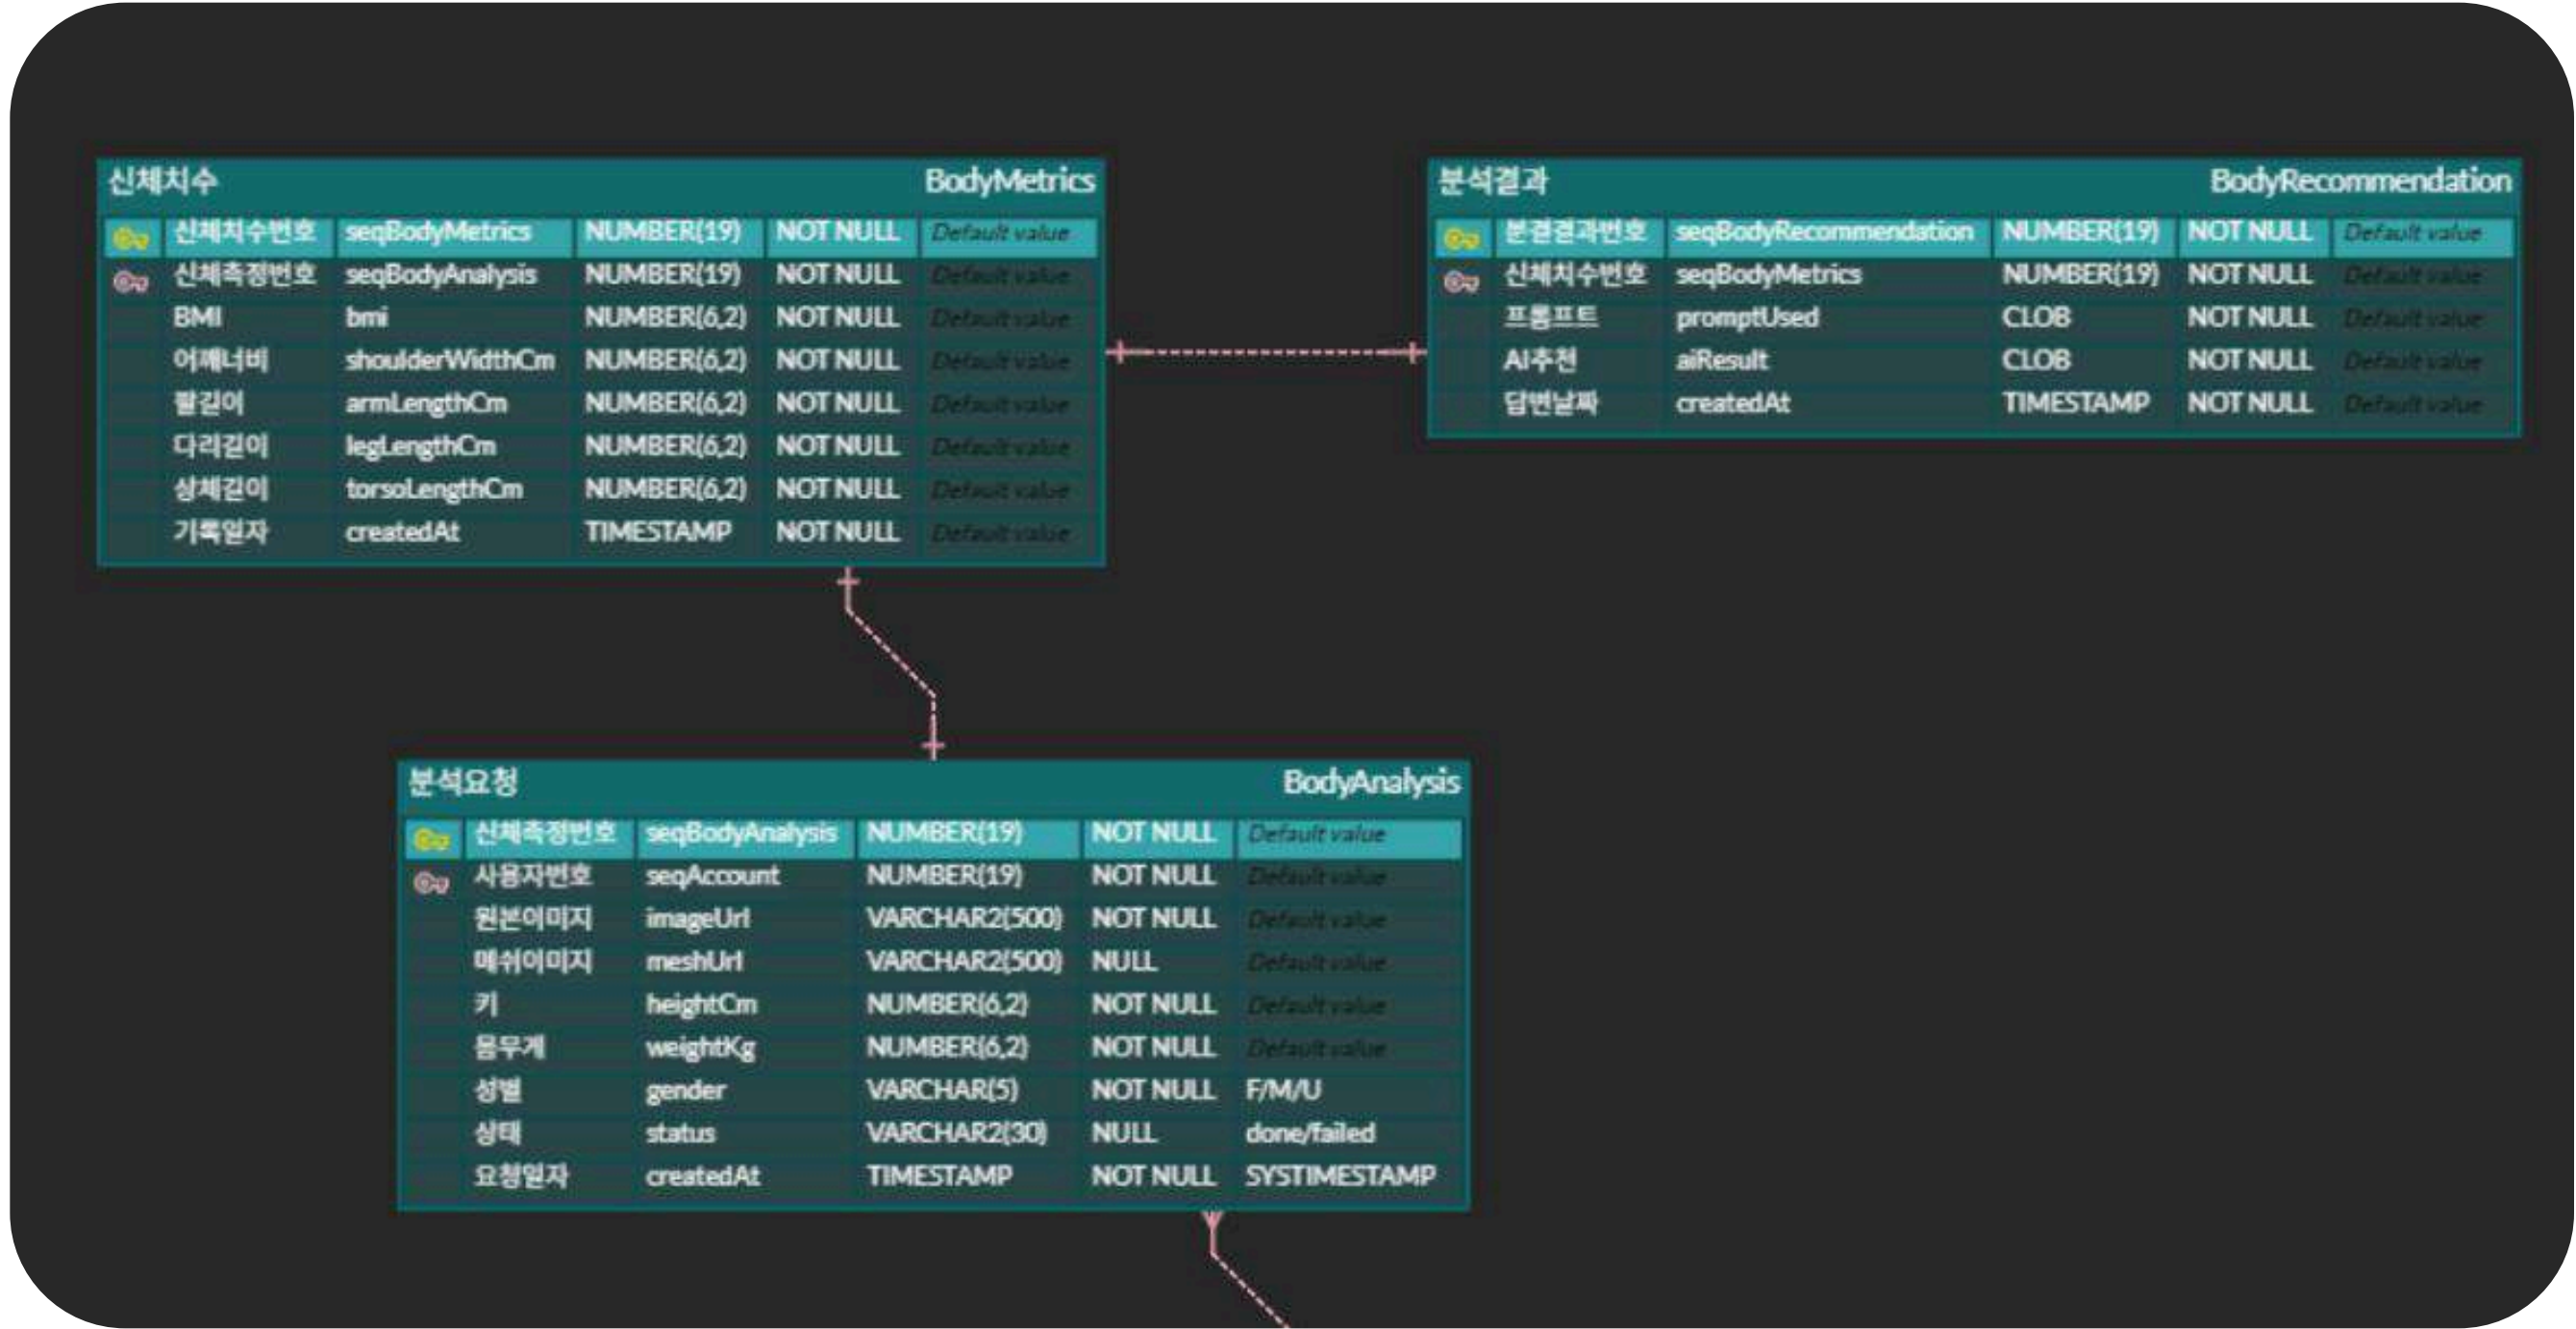 신체치수 BodyMetrics
신체치수번호 seqBodyMetrics NUMBER(19) NOT NULL Default value
신체측정번호 seqBodyAnalysis NUMBER(19) NOT NULL Default value
BMI bmi NUMBER(6,2) NOT NULL Default value
어깨너비 shoulderWidthCm NUMBER(6,2) NOT NULL Default value
팔길이 armLengthCm NUMBER(6,2) NOT NULL Default value
다리길이 legLengthCm NUMBER(6,2) NOT NULL Default value
상체길이 torsoLengthCm NUMBER(6,2) NOT NULL Default value
기록일자 createdAt TIMESTAMP NOT NULL Default value
분석결과 BodyRecommendation
분결결과번호 seqBodyRecommendation NUMBER(19) NOT NULL Default value
신체치수번호 seqBodyMetrics NUMBER(19) NOT NULL Default value
프롬프트 promptUsed CLOB NOT NULL Default value
AI추천 aiResult CLOB NOT NULL Default value
답변날짜 createdAt TIMESTAMP NOT NULL Default value
분석요청 BodyAnalysis
신체측정번호 seqBodyAnalysis NUMBER(19) NOT NULL Default value
사용자번호 seqAccount NUMBER(19) NOT NULL Default value
원본이미지 imageUrl VARCHAR2(500) NOT NULL Default value
메쉬이미지 meshUrl VARCHAR2(500) NULL Default value
키 heightCm NUMBER(6,2) NOT NULL Default value
몸무게 weightKg NUMBER(6,2) NOT NULL Default value
성별 gender VARCHAR(5) NOT NULL F/M/U
상태 status VARCHAR2(30) NULL done/failed
요청일자 createdAt TIMESTAMP NOT NULL SYSTIMESTAMP